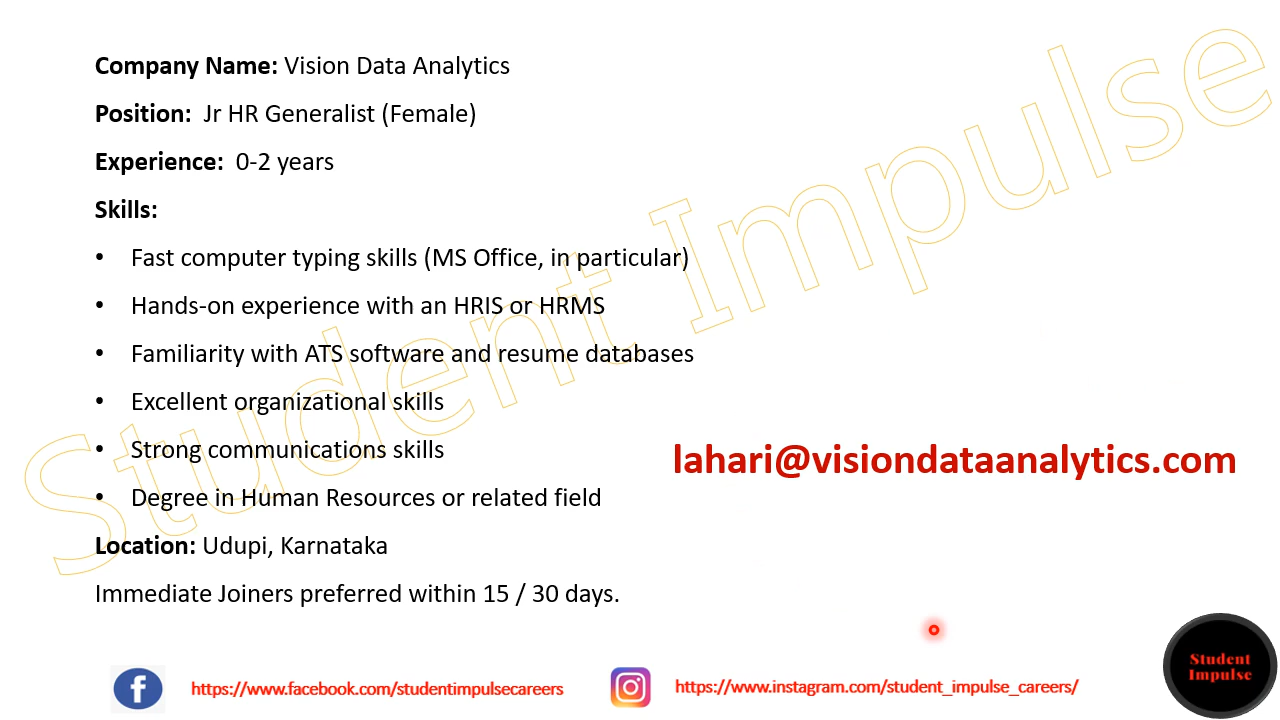 Company Name: Vision Data Analytics
Position: Jr HR Generalist (Female)
Experience: 0-2 years
Skills:
• Fast computer typing skills (MS Office, in particular)
• Hands-on experience with an HRIS or HRMS
• Familiarity with ATS software and resume databases
• Excellent organizational skills
• Strong communications skills
• Degree in Human Resources or related field
Location: Udupi, Karnataka
Immediate Joiners preferred within 15 / 30 days.
lahari@visiondataanalytics.com
Student Impulse
https://www.facebook.com/studentimpulsecareers
https://www.instagram.com/student_impulse_careers/
Student
Impulse